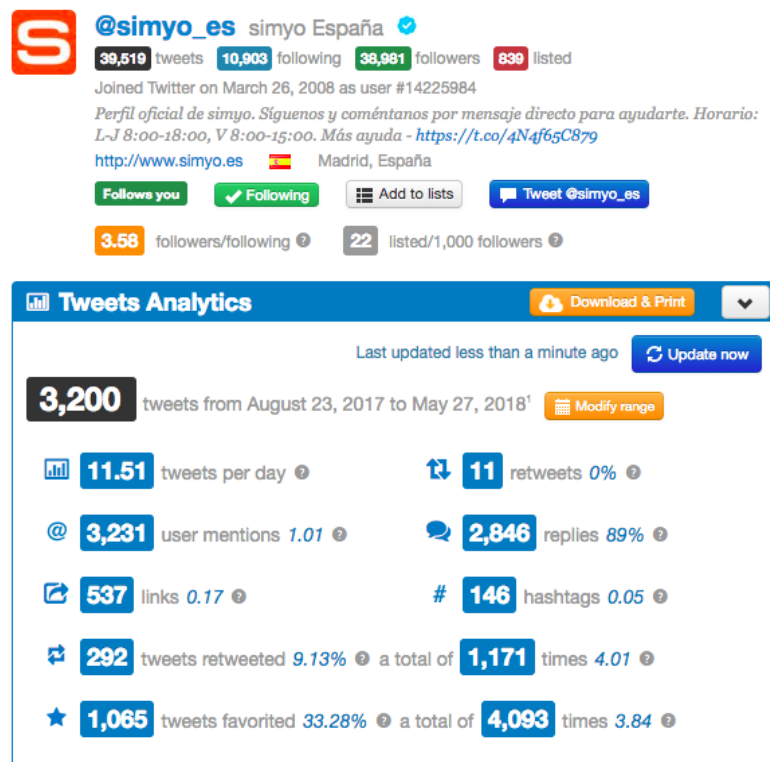 S
@simyo_es simyo España
39,519 tweets 10,903 following 38,981 followers 839 listed
Joined Twitter on March 26, 2008 as user #14225984
Perfil oficial de simyo. Síguenos y coméntanos por mensaje directo para ayudarte. Horario:
L-J 8:00-18:00, V 8:00-15:00. Más ayuda - https://t.co/4N4f65C879
http://www.simyo.es Madrid, España
Follows you Following Add to lists Tweet @simyo_es
3.58 followers/following ? 22 listed/1,000 followers ?
Tweets Analytics Download & Print
Last updated less than a minute ago Update now
3,200 tweets from August 23, 2017 to May 27, 2018¹ Modify range
11.51 tweets per day ? 11 retweets 0% ?
@ 3,231 user mentions 1.01 ? 2,846 replies 89% ?
537 links 0.17 ? # 146 hashtags 0.05 ?
292 tweets retweeted 9.13% ? a total of 1,171 times 4.01 ?
1,065 tweets favorited 33.28% ? a total of 4,093 times 3.84 ?